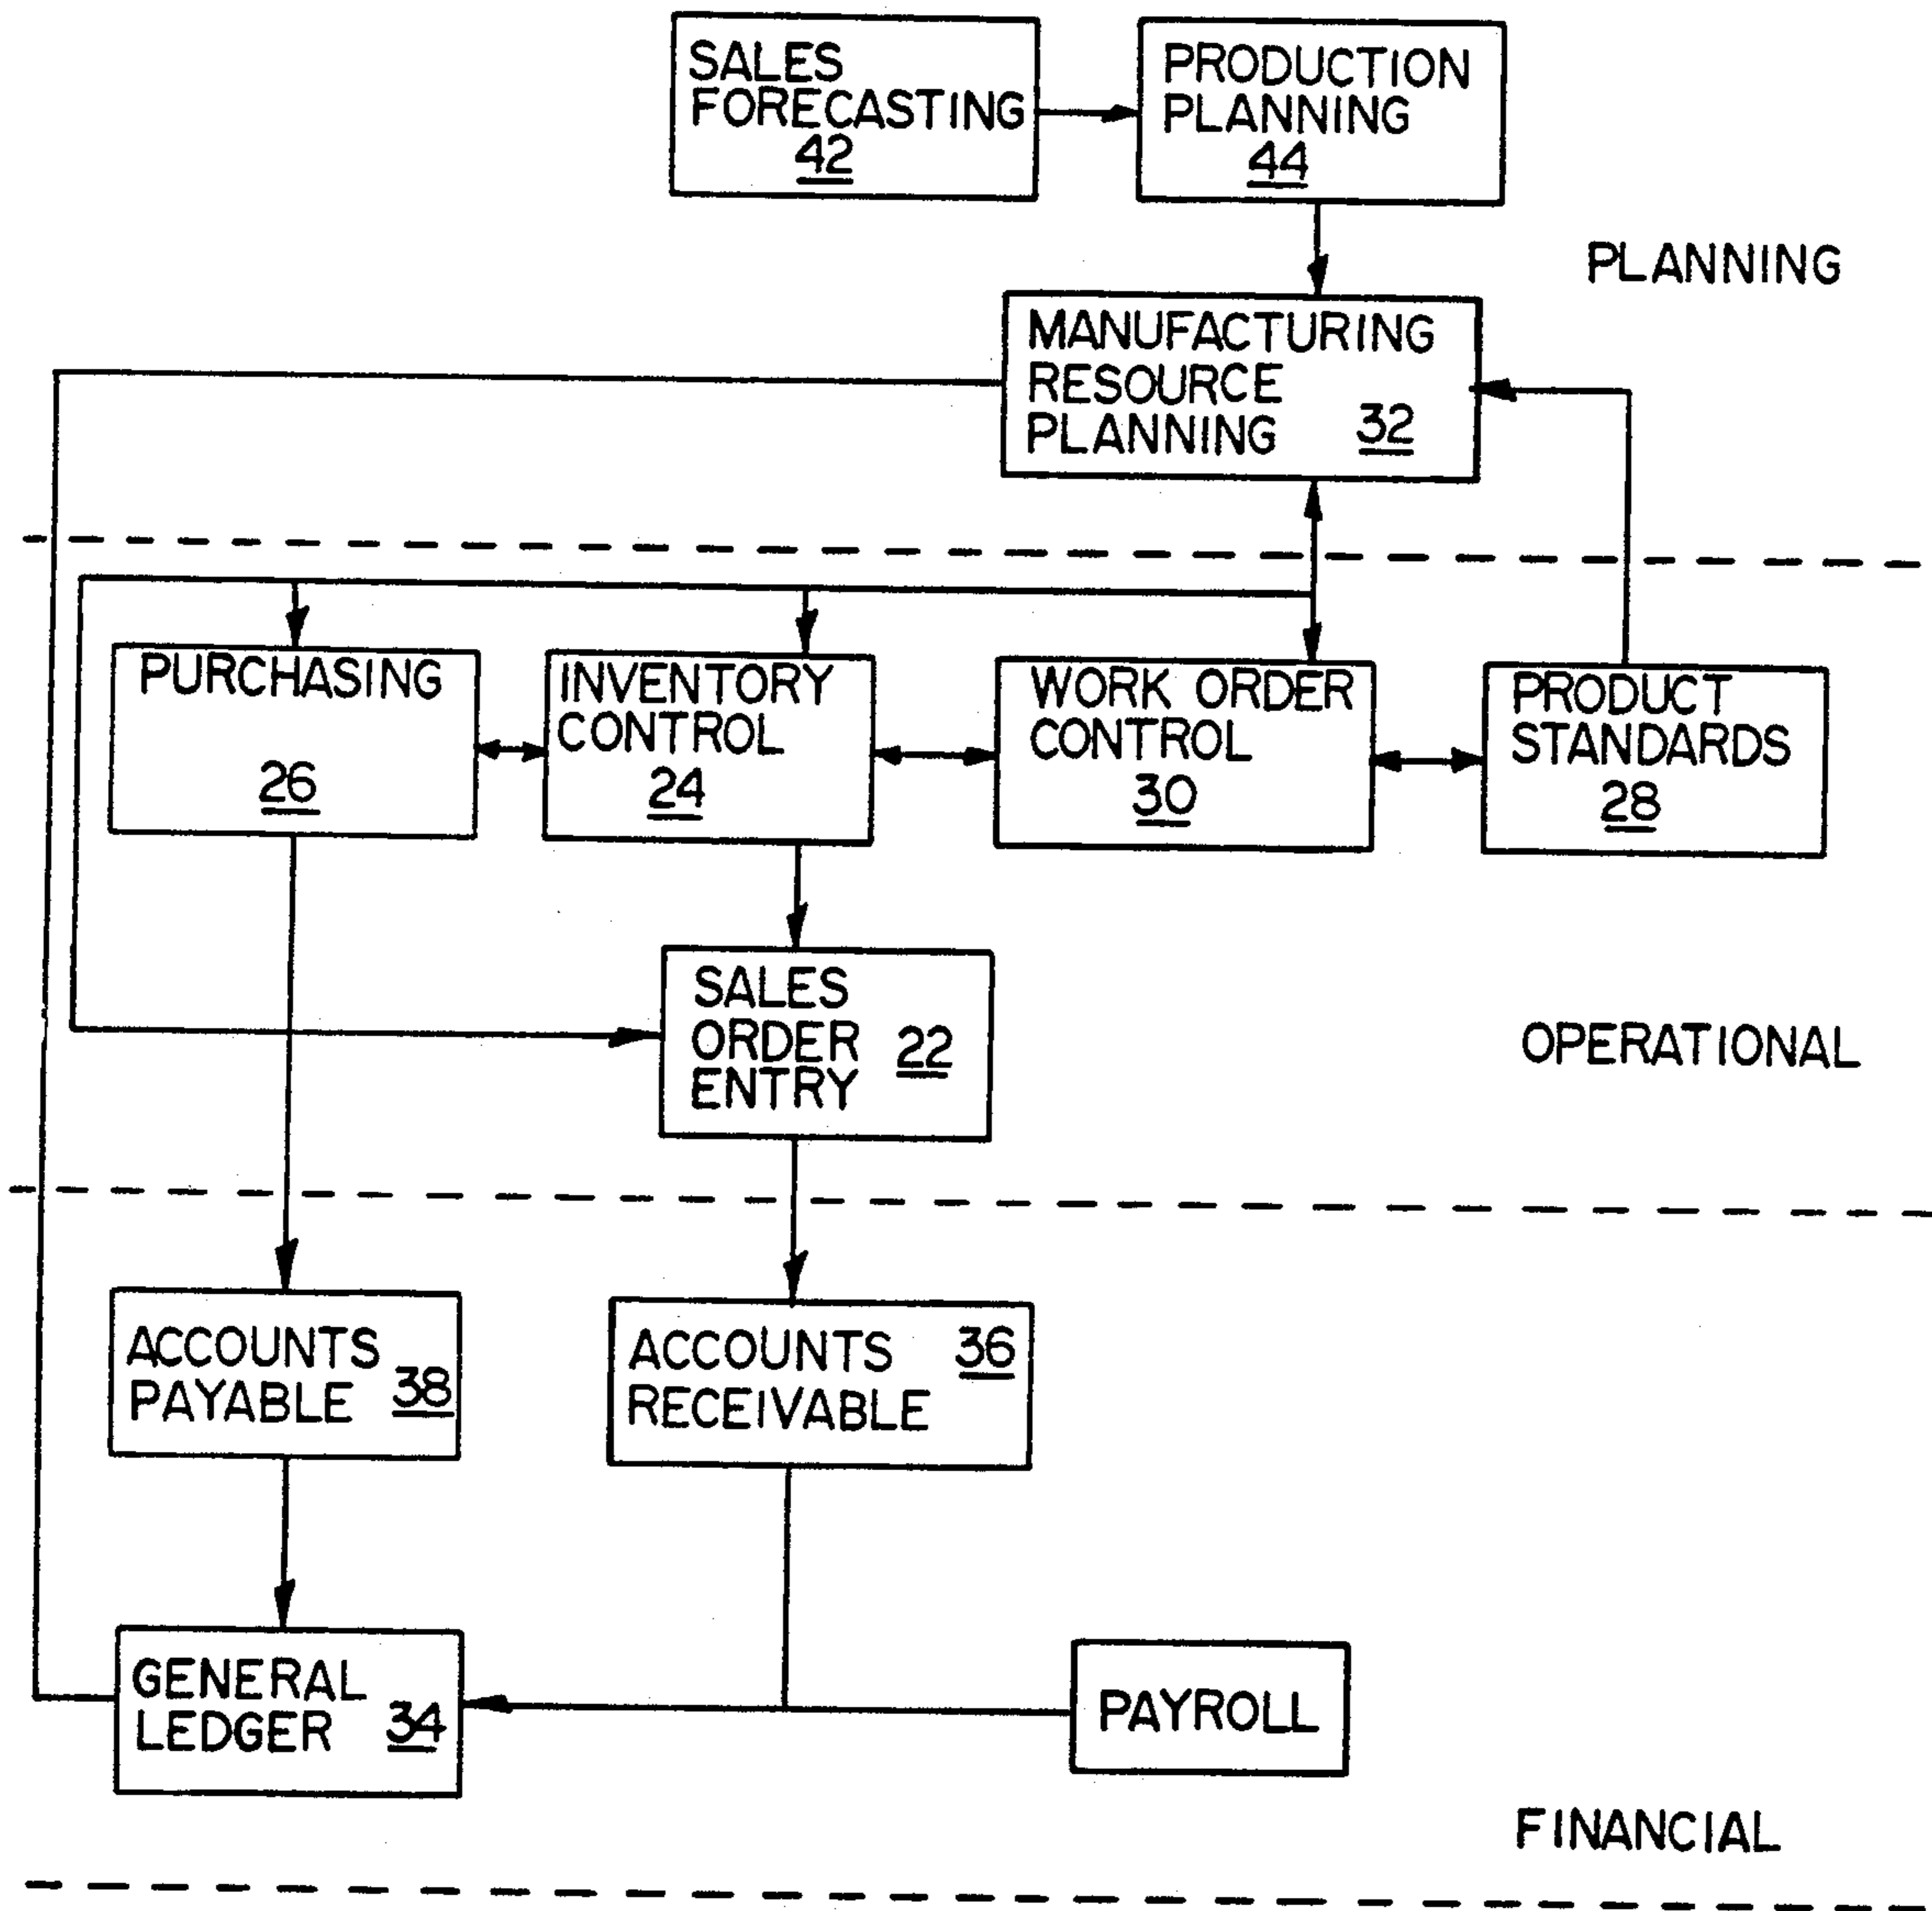 SALES
FORECASTING
42
PRODUCTION
PLANNING
44
PLANNING
MANUFACTURING
RESOURCE
PLANNING 32
PURCHASING
26
INVENTORY
CONTROL
24
WORK ORDER
CONTROL
30
PRODUCT
STANDARDS
28
SALES
ORDER 22
ENTRY
OPERATIONAL
ACCOUNTS
PAYABLE 38
ACCOUNTS 36
RECEIVABLE
GENERAL
LEDGER 34
PAYROLL
FINANCIAL